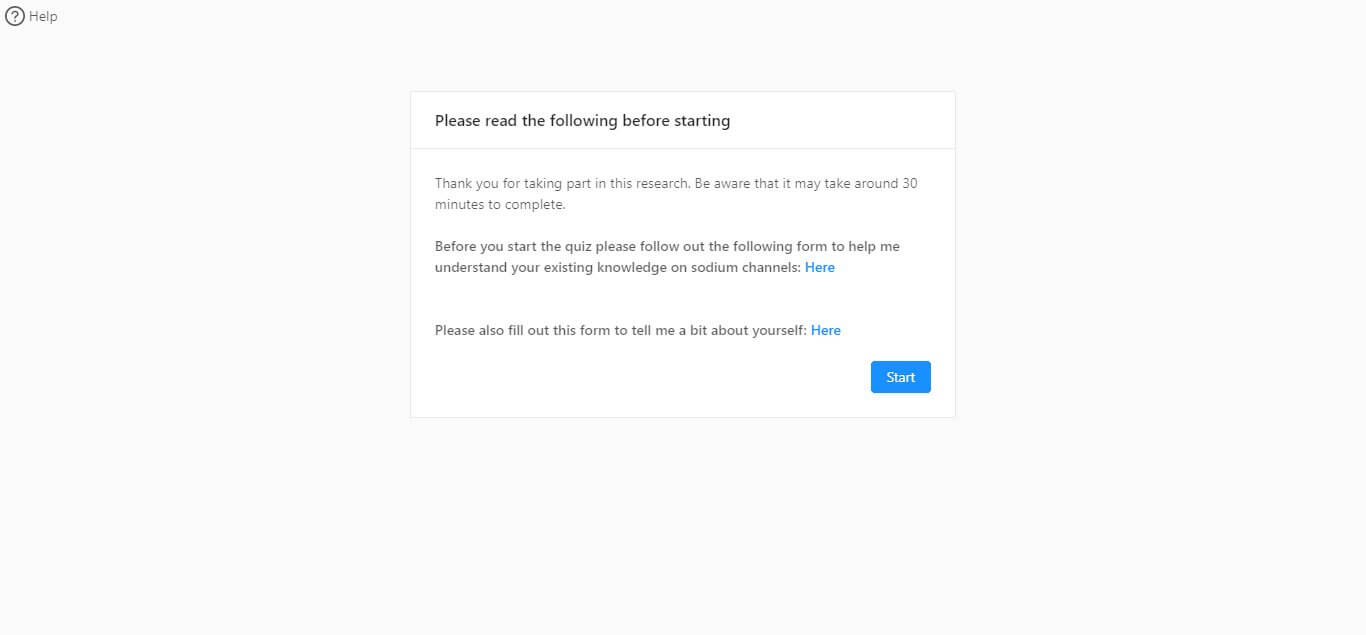 Help
Please read the following before starting
Thank you for taking part in this research. Be aware that it may take around 30
minutes to complete.
Before you start the quiz please follow out the following form to help me
understand your existing knowledge on sodium channels: Here
Please also fill out this form to tell me a bit about yourself: Here
Start